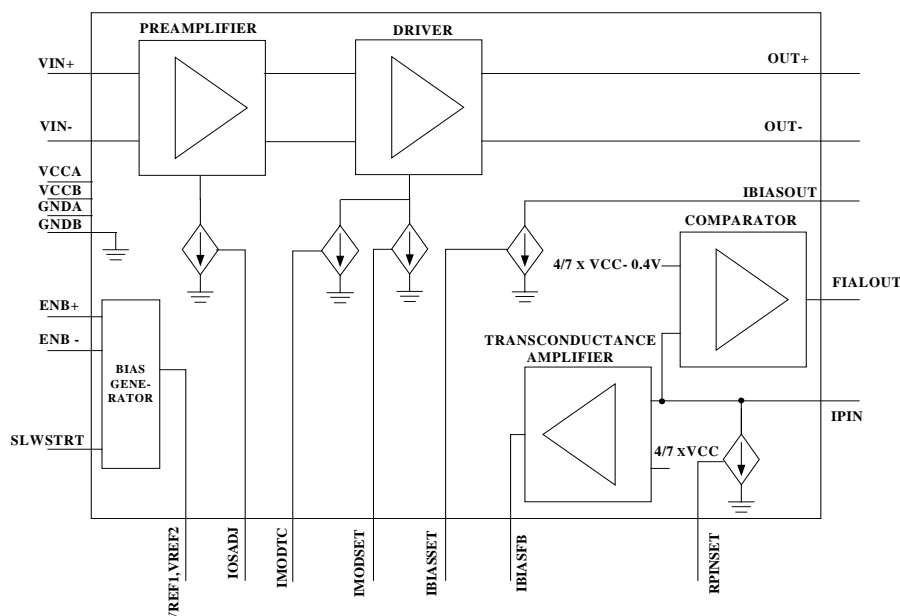 PREAMPLIFIER
DRIVER
VIN+
OUT+
VIN-
OUT-
VCCA
VCCB
GNDA
GNDB
IBIASOUT
COMPARATOR
4/7 x VCC- 0.4V
FIALOUT
ENB+
ENB -
TRANSCONDUCTANCE
AMPLIFIER
BIAS
GENE-
RATOR
IPIN
SLWSTRT
4/7 xVCC
VREF1,VREF2
IOSADJ
IMODTC
IMODSET
IBIASSET
IBIASFB
RPINSET